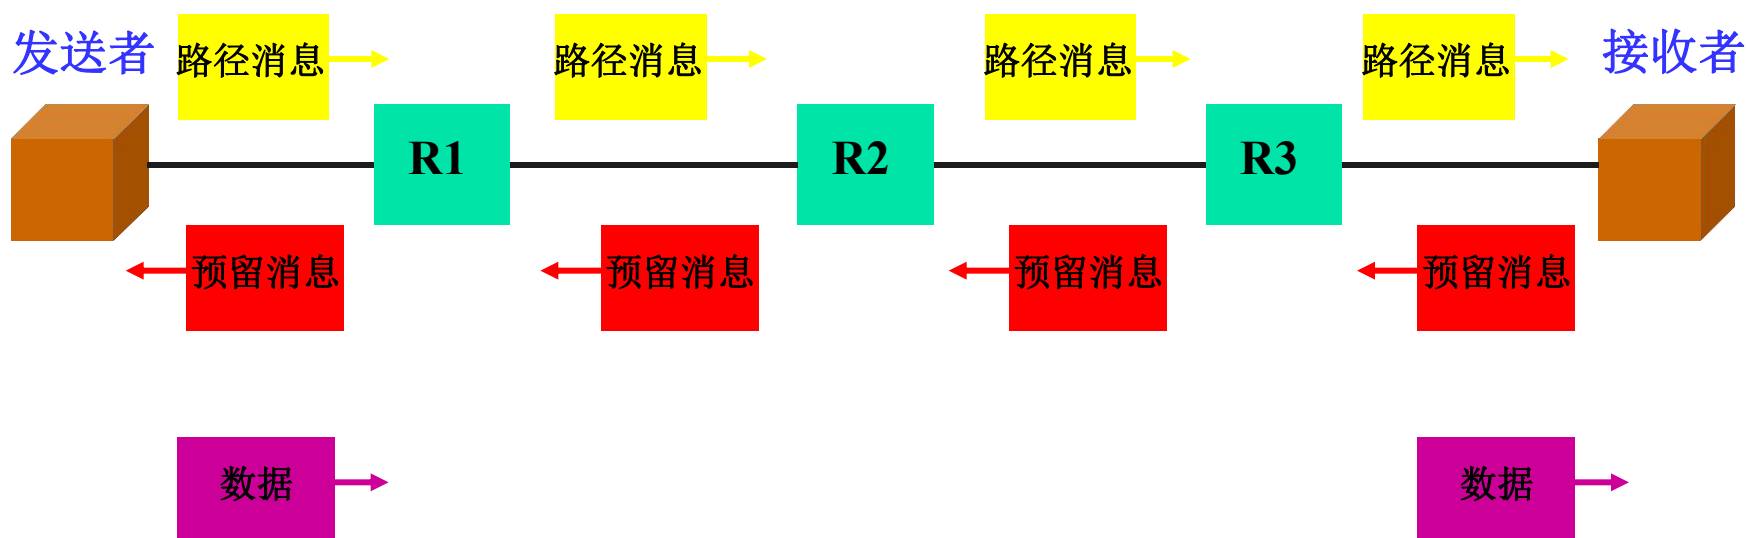 发送者
路径消息
路径消息
路径消息
路径消息
接收者
R1
R2
R3
预留消息
预留消息
预留消息
预留消息
数据
数据